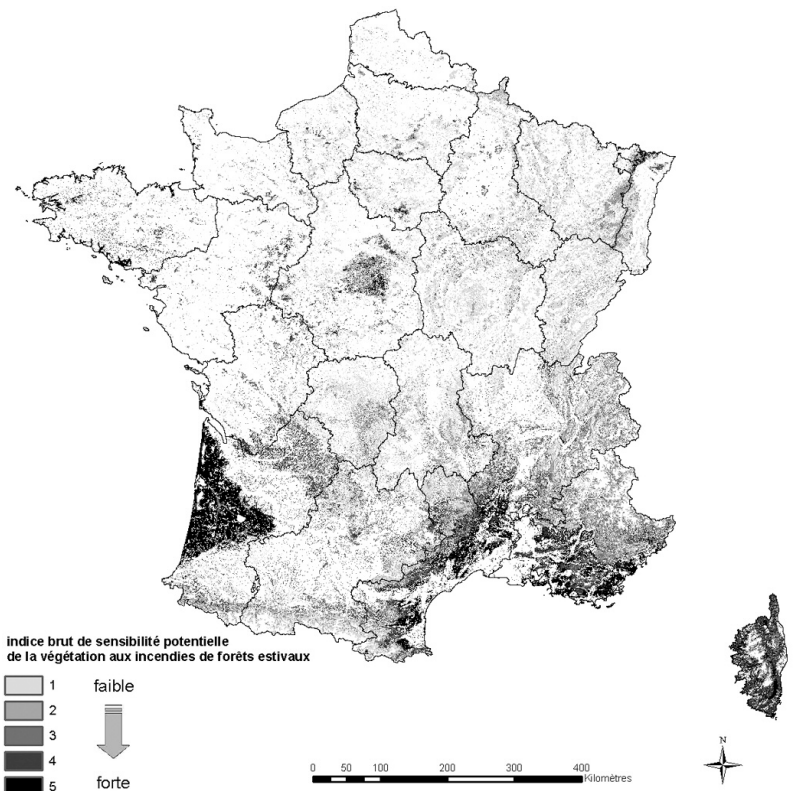 indice brut de sensibilité potentielle
de la végétation aux incendies de forêts estivaux
1 faible
2
3
4
5 forte
0 50 100 200 300 400
Kilomètres
N